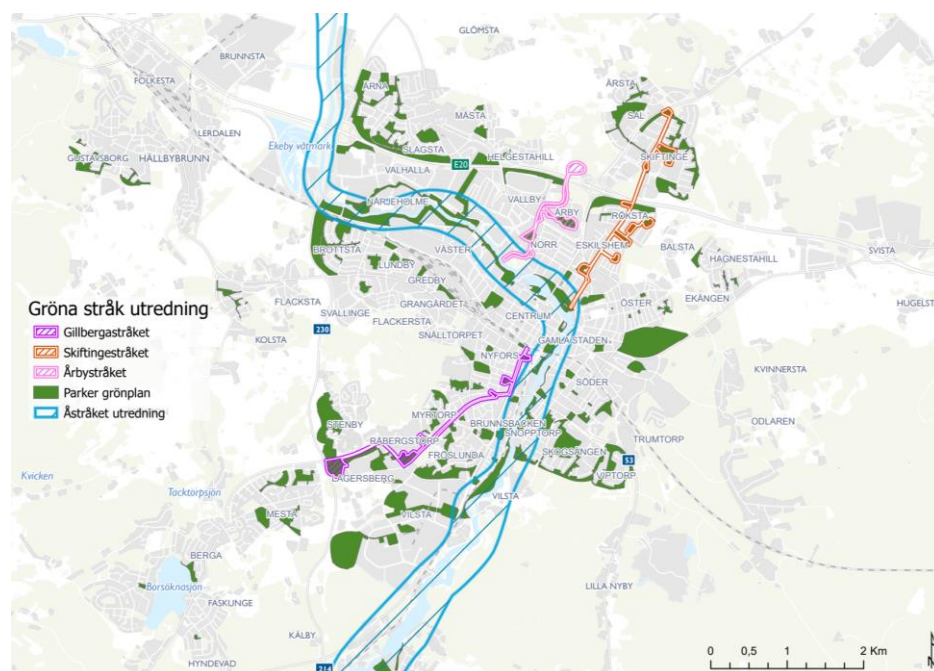 GLÖMSTA
BRUNNSTA
FOLKESTA
ÅRNA
ÅRSTA
SÄL
LERDALEN
MÅSTA
Ekeby våtmark
SLAGSTA
HELGESTAHILL
SKIFTINGE
GUSTAVSBORG
HÄLLBYBRUNN
E20
VALHALLA
VALLBY
NÄRJEHOLME
ÅRBY
RÖKSTA
BROTTSTA
VÄSTER
NORR
ESKILSHEM
BALSTA
SVISTA
LUNDBY
HAGNESTAHILL
GREDBY
FLACKSTA
GRANGÄRDET
ÖSTER
EKÄNGEN
HUGELST
SVALLINGE
FLACKERSTA
CENTRUM
Gröna stråk utredning
230
SNÄLLTORPET
GAMLA STADEN
Gillbergastråket
KOLSTA
Skiftingestråket
NYFORS
Årbystråket
KVINNERSTA
Parker grönplan
SÖDER
Åstråket utredning
MYRTORP
ODLAREN
STENBY
BRUNNSBACKEN
RÅBERGSTORP
SNOPPTORP
TRUMTORP
FRÖSLUNDA
SKOGSÄNGEN
53
Kvicken
LAGERSBERG
VIPTORP
Tacktorpsjön
VILSTA
MESTA
VILSTA
BERGA
Borsöknasjön
LILLA NYBY
FASKUNGE
KÄLBY
HYNDEVAD
214
0 0,5 1 2 Km
N